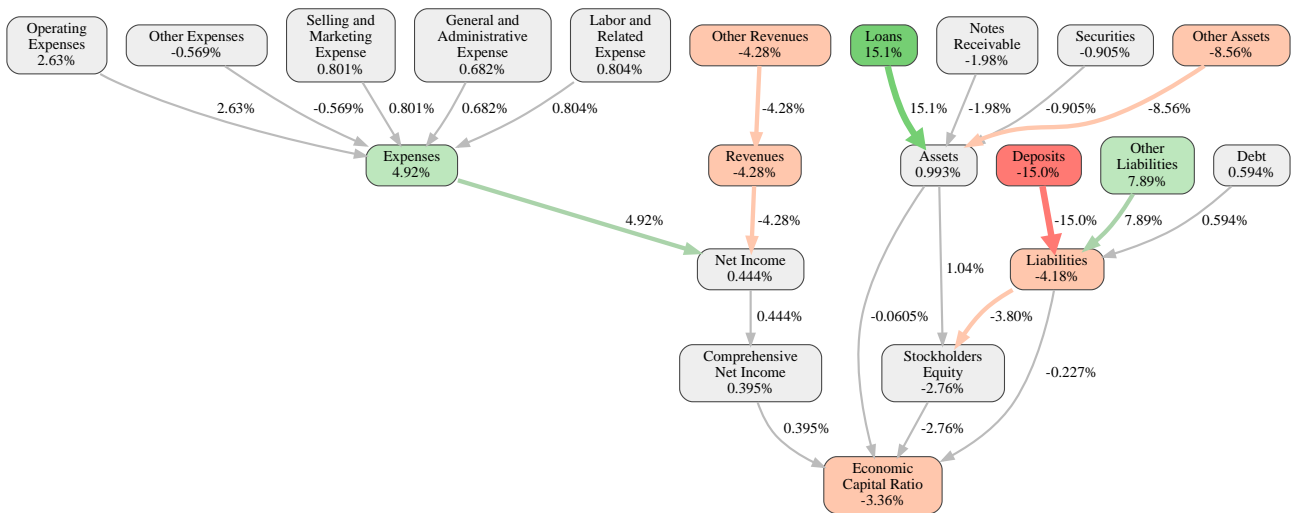 Operating
Expenses
2.63%
Other Expenses
-0.569%
Selling and
Marketing
Expense
0.801%
General and
Administrative
Expense
0.682%
Labor and
Related
Expense
0.804%
Other Revenues
-4.28%
Loans
15.1%
Notes
Receivable
-1.98%
Securities
-0.905%
Other Assets
-8.56%
2.63%
-0.569%
0.801%
0.682%
0.804%
-4.28%
15.1%
-1.98%
-0.905%
-8.56%
Expenses
4.92%
Revenues
-4.28%
Assets
0.993%
Deposits
-15.0%
Other
Liabilities
7.89%
Debt
0.594%
4.92%
-4.28%
-15.0%
7.89%
0.594%
Net Income
0.444%
1.04%
Liabilities
-4.18%
0.444%
-0.0605%
-3.80%
Comprehensive
Net Income
0.395%
Stockholders
Equity
-2.76%
-0.227%
0.395%
-2.76%
Economic
Capital Ratio
-3.36%